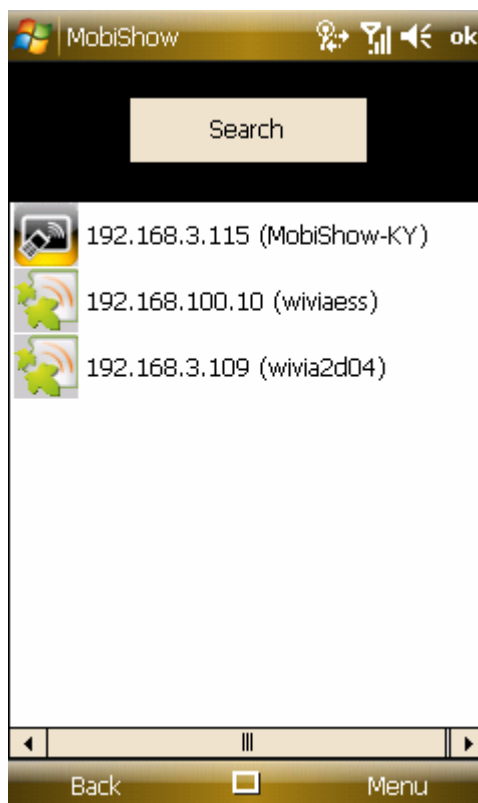 MobiShow ok
Search
192.168.3.115 (MobiShow-KY)
192.168.100.10 (wiviaess)
192.168.3.109 (wivia2d04)
Back Menu